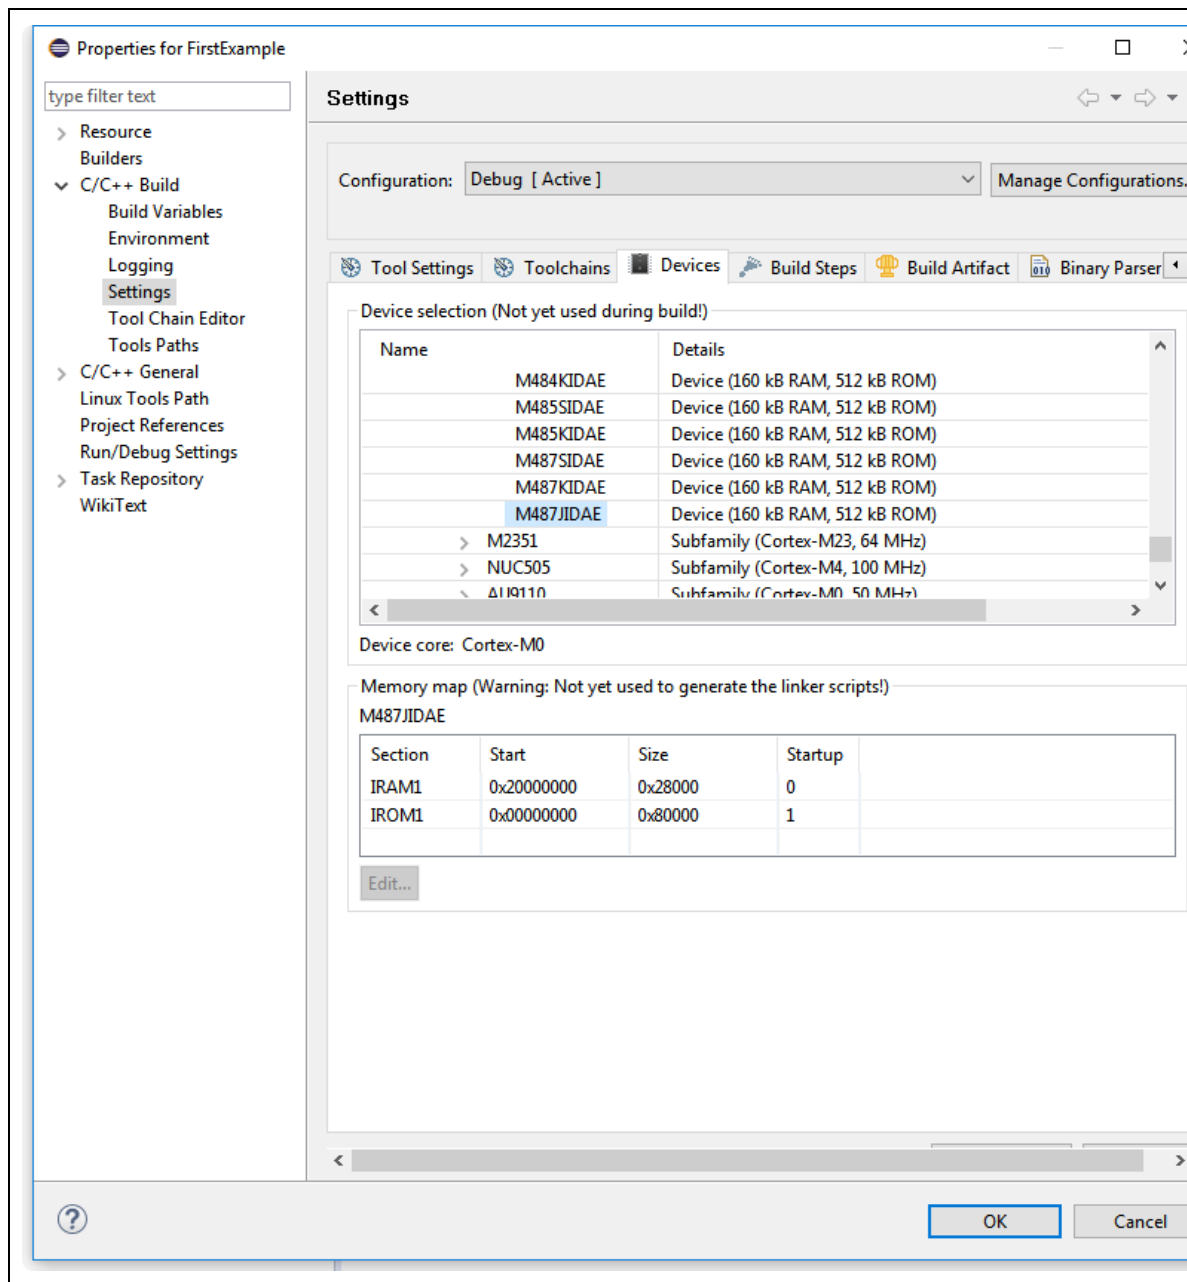 Properties for FirstExample
type filter text
Resource
Builders
C/C++ Build
Build Variables
Environment
Logging
Settings
Tool Chain Editor
Tools Paths
C/C++ General
Linux Tools Path
Project References
Run/Debug Settings
Task Repository
WikiText
Settings
Configuration: Debug [ Active ] Manage Configurations.
Tool Settings Toolchains Devices Build Steps Build Artifact Binary Parser
Device selection (Not yet used during build!)
Name Details
M484KIDAE Device (160 kB RAM, 512 kB ROM)
M485SIDAE Device (160 kB RAM, 512 kB ROM)
M485KIDAE Device (160 kB RAM, 512 kB ROM)
M487SIDAE Device (160 kB RAM, 512 kB ROM)
M487KIDAE Device (160 kB RAM, 512 kB ROM)
M487JIDAE Device (160 kB RAM, 512 kB ROM)
M2351 Subfamily (Cortex-M23, 64 MHz)
NUC505 Subfamily (Cortex-M4, 100 MHz)
AU9110 Subfamily (Cortex-M0, 50 MHz)
Device core: Cortex-M0
Memory map (Warning: Not yet used to generate the linker scripts!)
M487JIDAE
Section Start Size Startup
IRAM1 0x20000000 0x28000 0
IROM1 0x00000000 0x80000 1
Edit...
OK Cancel